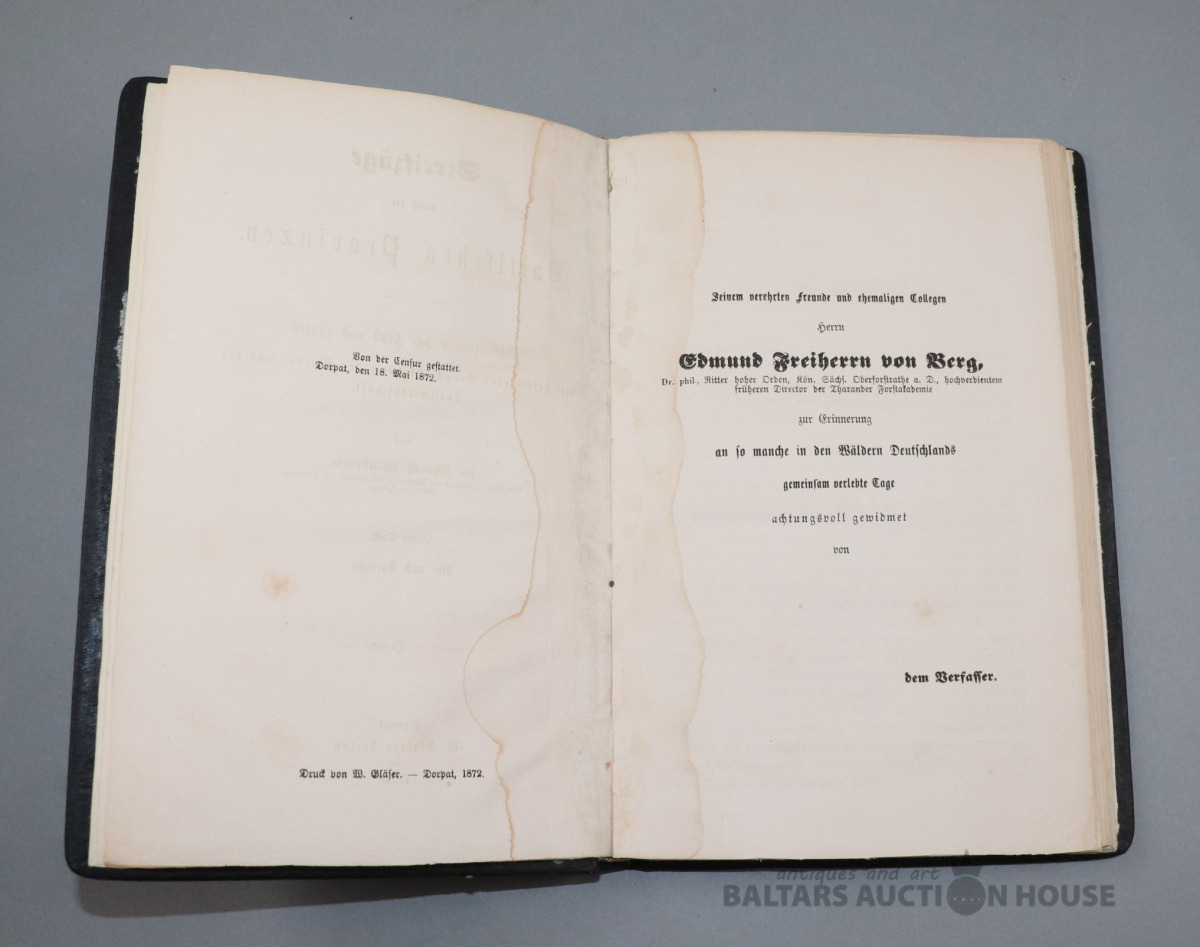 Von der Censur gestattet.
Dorpat, den 18. Mai 1872.
Druck von W. Gläser. — Dorpat, 1872.
Seinem verehrten Freunde und ehemaligen Collegen
Herrn
Edmund Freiherrn von Berg,
Dr. phil., Ritter hoher Orden, Kön. Sächs. Oberforstrathe a. D., hochverdientem
früheren Director der Tharander Forstakademie
zur Erinnerung
an so manche in den Wäldern Deutschlands
gemeinsam verlebte Tage
achtungsvoll gewidmet
von
dem Verfasser.
antiques and art
BALTARS AUCTION HOUSE